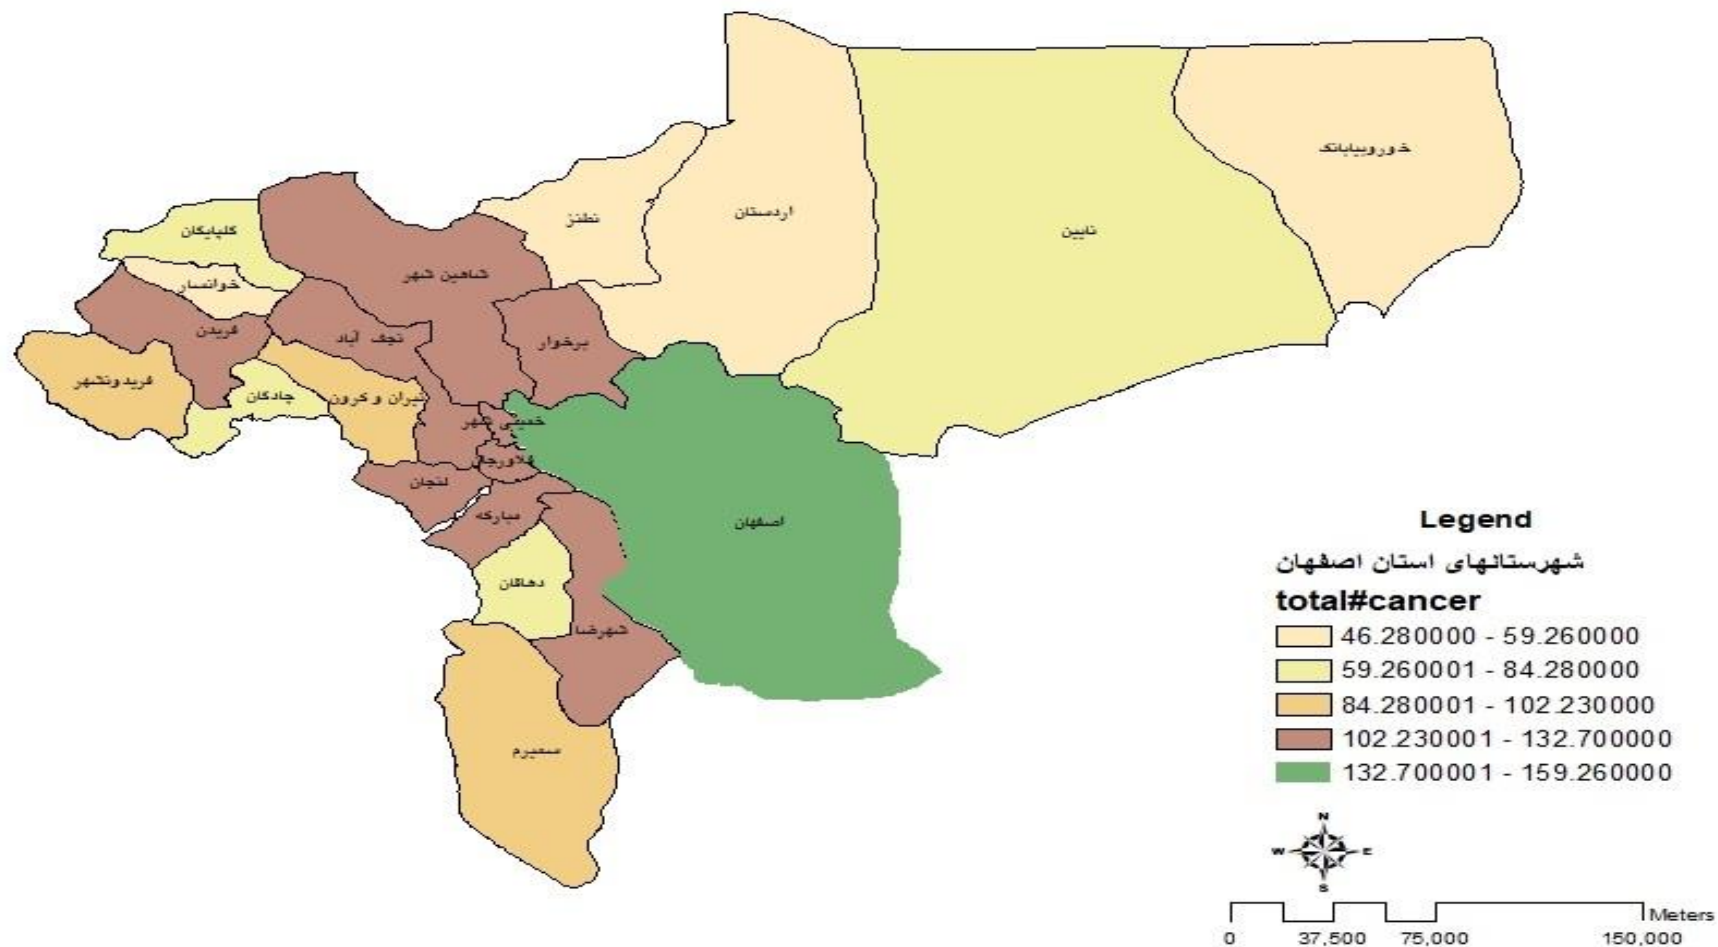 خوروبیابانک
اردستان
نطنز
نایین
گلپایگان
شاهین شهر
خوانسار
فریدن
نجف آباد
برخوار
فریدونشهر
چادگان
تیران و کرون
خمینی شهر
فلاورجان
لنجان
مبارکه
اصفهان
دهاقان
شهرضا
سمیرم
Legend
شهرستانهای استان اصفهان
total#cancer
46.280000 - 59.260000
59.260001 - 84.280000
84.280001 - 102.230000
102.230001 - 132.700000
132.700001 - 159.260000
N
W E
S
Meters
0 37,500 75,000 150,000